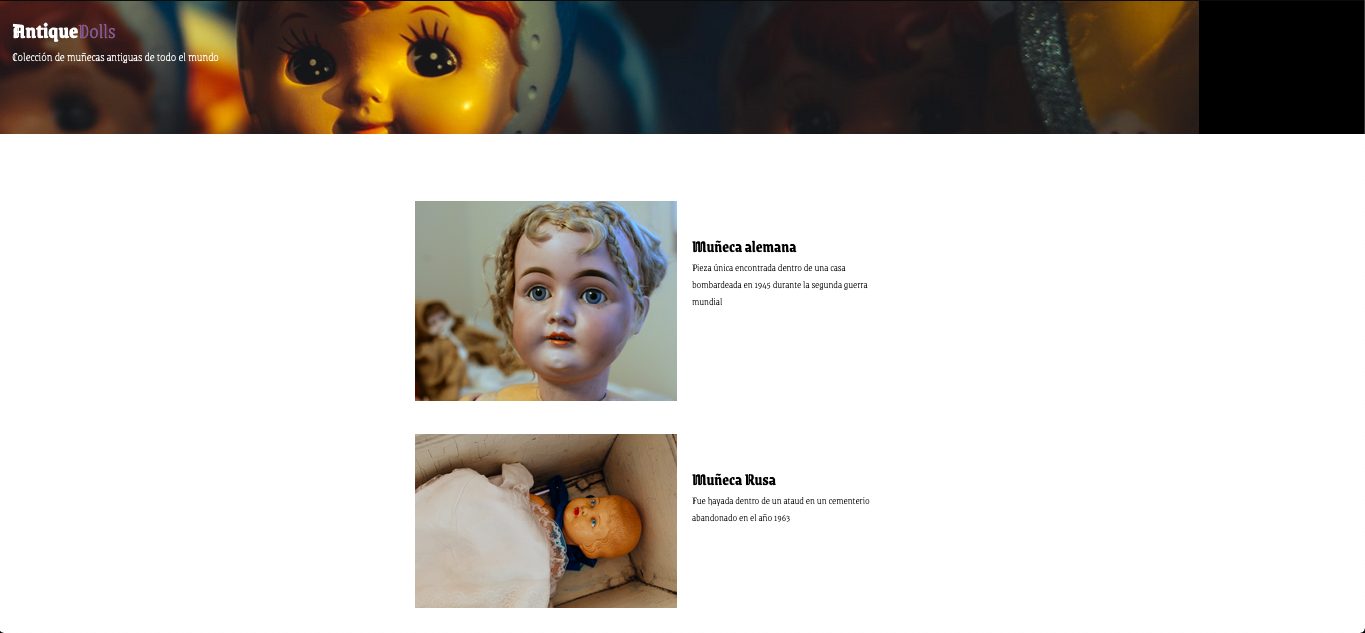 AntiqueDolls
Colección de muñecas antiguas de todo el mundo
Muñeca alemana
Pieza única encontrada dentro de una casa
bombardeada en 1945 durante la segunda guerra
mundial
Muñeca Rusa
Fue hayada dentro de un ataud en un cementerio
abandonado en el año 1963